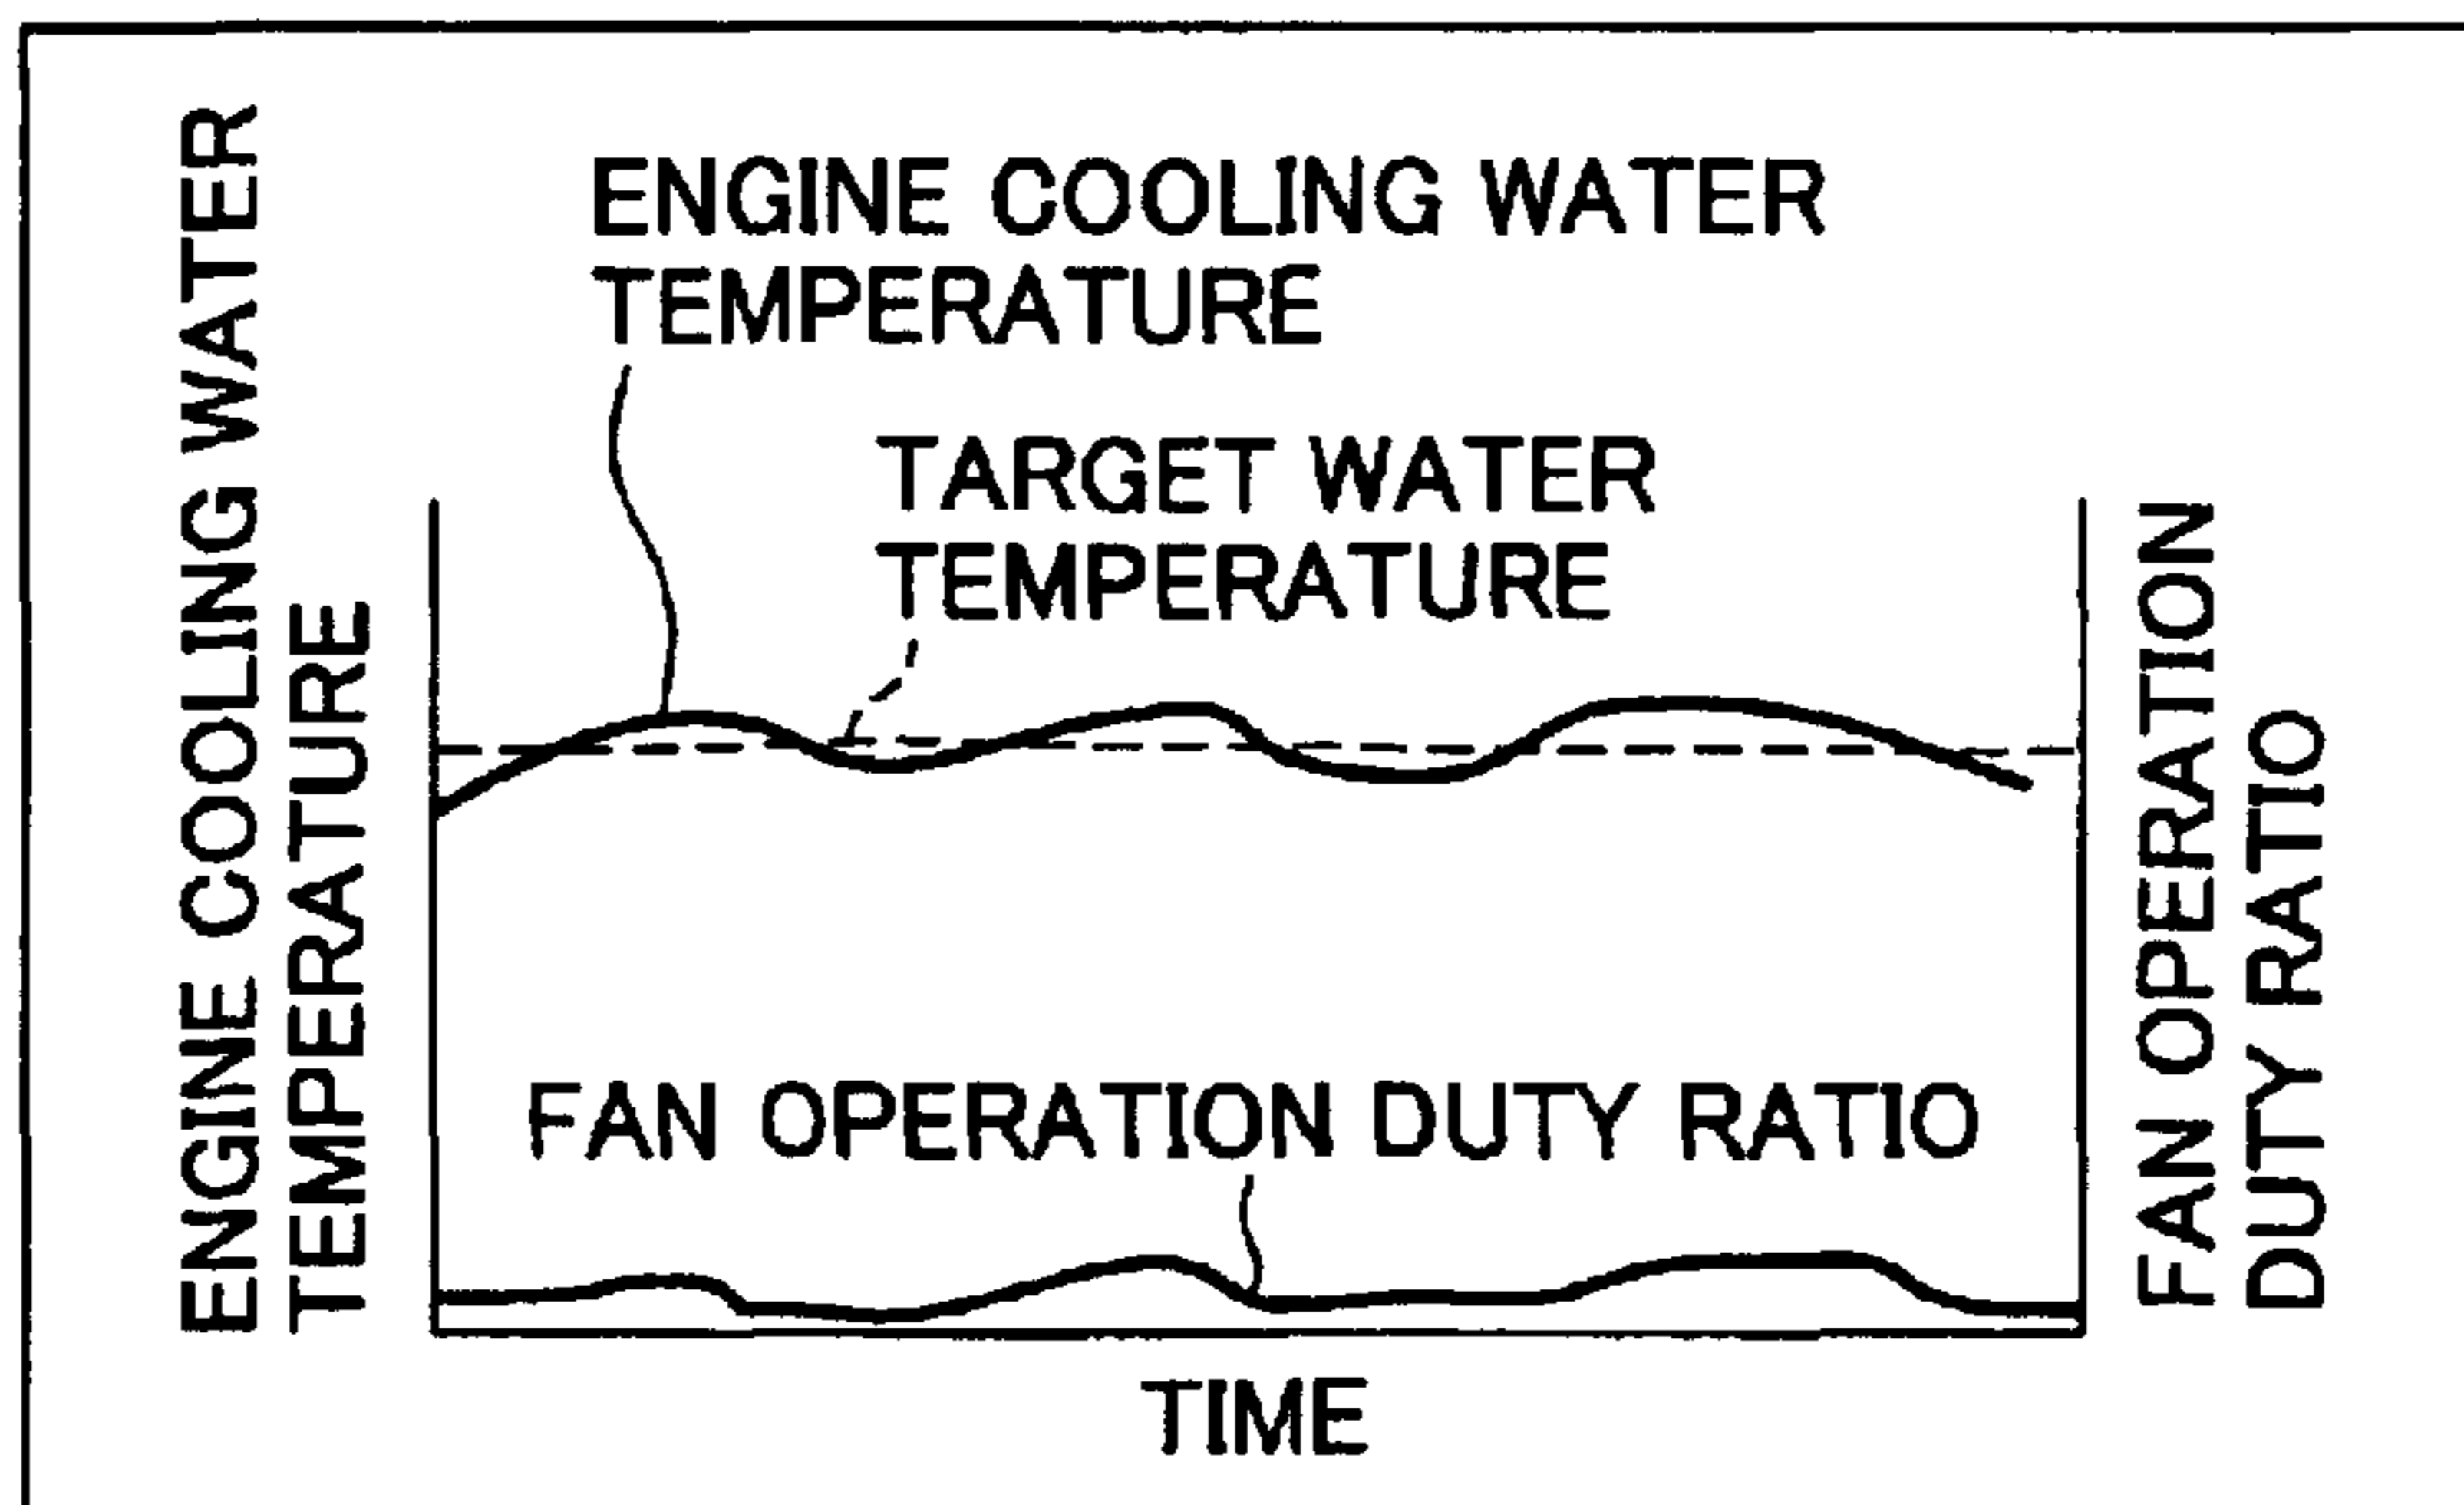 ENGINE COOLING WATER
TEMPERATURE
ENGINE COOLING WATER
TEMPERATURE
TARGET WATER
TEMPERATURE
FAN OPERATION DUTY RATIO
FAN OPERATION
DUTY RATIO
TIME